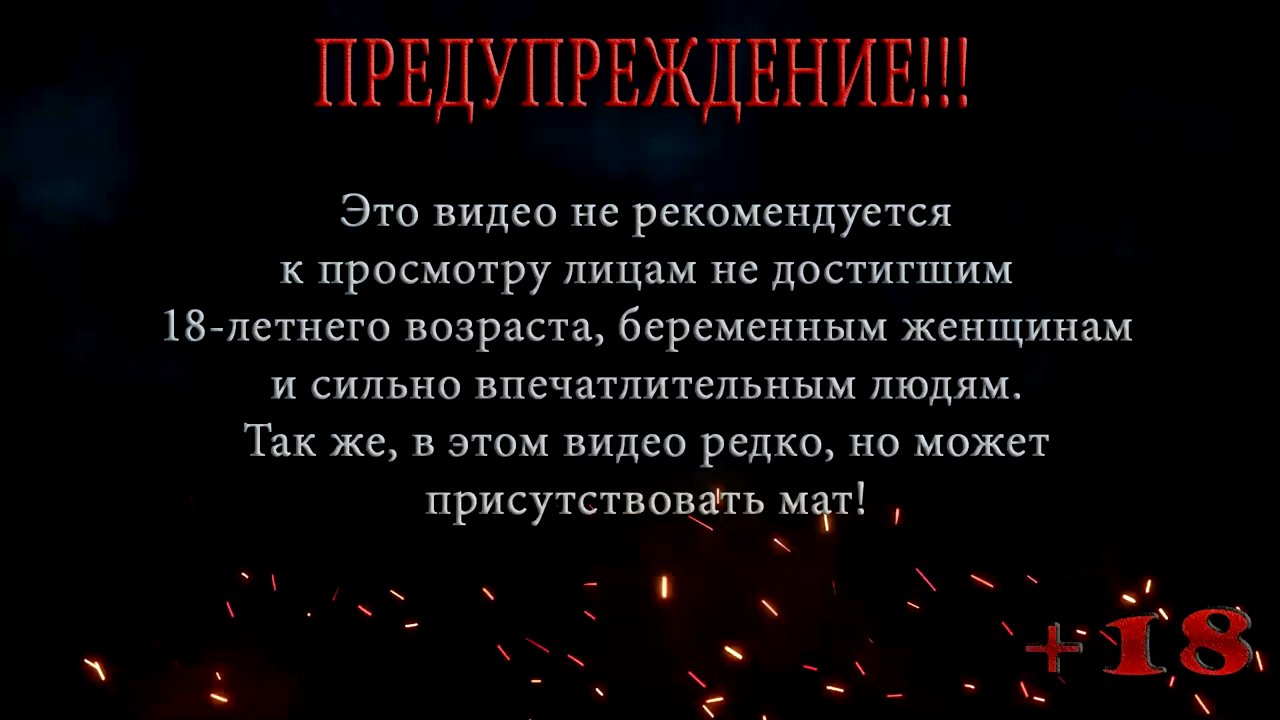 ПРЕДУПРЕЖДЕНИЕ!!!
Это видео не рекомендуется
к просмотру лицам не достигшим
18-летнего возраста, беременным женщинам
и сильно впечатлительным людям.
Так же, в этом видео редко, но может
присутствовать мат!
+18